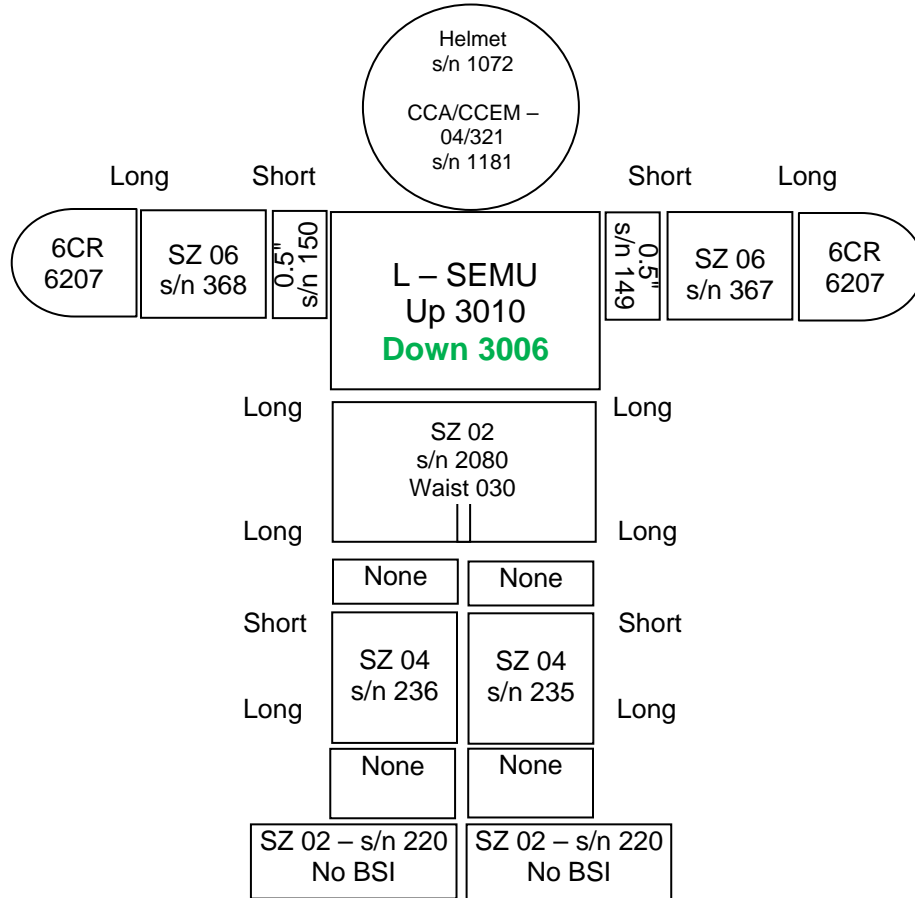 Helmet
s/n 1072
CCA/CCEM –
04/321
s/n 1181
Long
Short
Short
Long
6CR
6207
SZ 06
s/n 368
0.5"
s/n 150
L – SEMU
Up 3010
Down 3006
0.5"
s/n 149
SZ 06
s/n 367
6CR
6207
Long
Long
SZ 02
s/n 2080
Waist 030
Long
Long
None
None
Short
Short
SZ 04
s/n 236
SZ 04
s/n 235
Long
Long
None
None
SZ 02 – s/n 220
No BSI
SZ 02 – s/n 220
No BSI